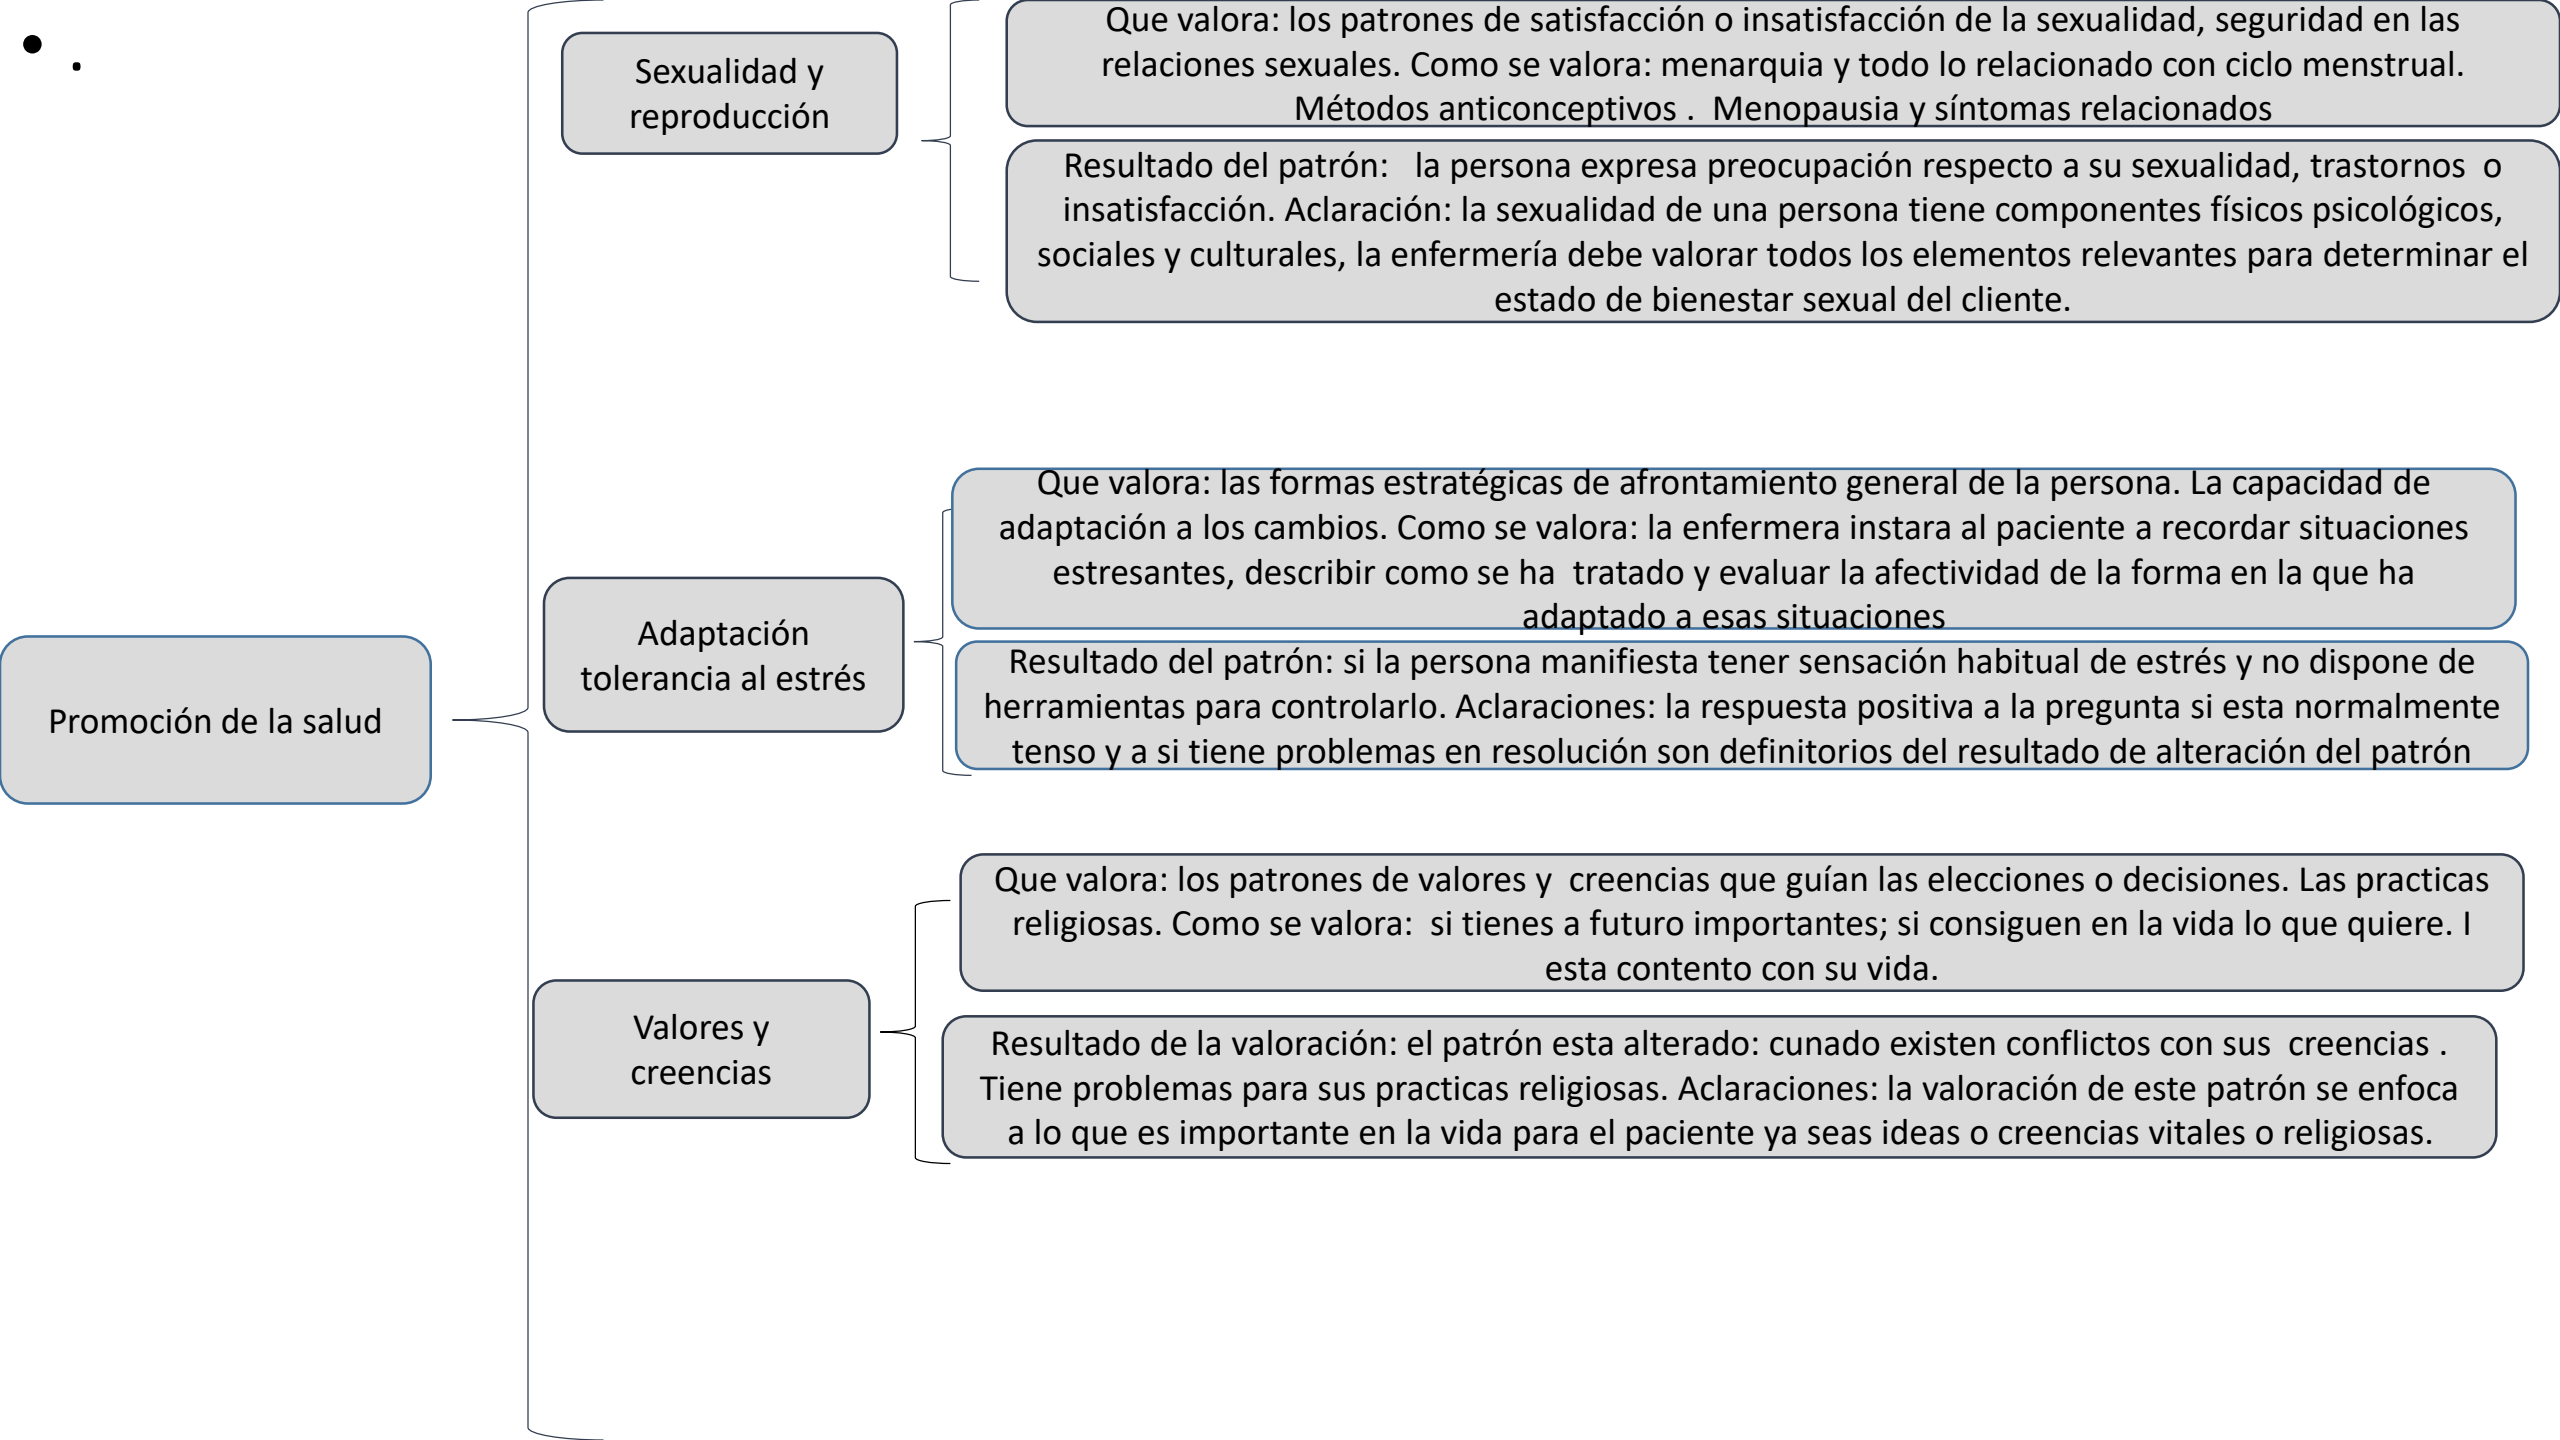 • .
Sexualidad y
reproducción
Que valora: los patrones de satisfacción o insatisfacción de la sexualidad, seguridad en las
relaciones sexuales. Como se valora: menarquia y todo lo relacionado con ciclo menstrual.
Métodos anticonceptivos .  Menopausia y síntomas relacionados
Resultado del patrón:   la persona expresa preocupación respecto a su sexualidad, trastornos  o
insatisfacción. Aclaración: la sexualidad de una persona tiene componentes físicos psicológicos,
sociales y culturales, la enfermería debe valorar todos los elementos relevantes para determinar el
estado de bienestar sexual del cliente.
Promoción de la salud
Adaptación
tolerancia al estrés
Que valora: las formas estratégicas de afrontamiento general de la persona. La capacidad de
adaptación a los cambios. Como se valora: la enfermera instara al paciente a recordar situaciones
estresantes, describir como se ha  tratado y evaluar la afectividad de la forma en la que ha
adaptado a esas situaciones
Resultado del patrón: si la persona manifiesta tener sensación habitual de estrés y no dispone de
herramientas para controlarlo. Aclaraciones: la respuesta positiva a la pregunta si esta normalmente
tenso y a si tiene problemas en resolución son definitorios del resultado de alteración del patrón
Valores y
creencias
Que valora: los patrones de valores y  creencias que guían las elecciones o decisiones. Las practicas
religiosas. Como se valora:  si tienes a futuro importantes; si consiguen en la vida lo que quiere. I
esta contento con su vida.
Resultado de la valoración: el patrón esta alterado: cunado existen conflictos con sus  creencias .
Tiene problemas para sus practicas religiosas. Aclaraciones: la valoración de este patrón se enfoca
a lo que es importante en la vida para el paciente ya seas ideas o creencias vitales o religiosas.